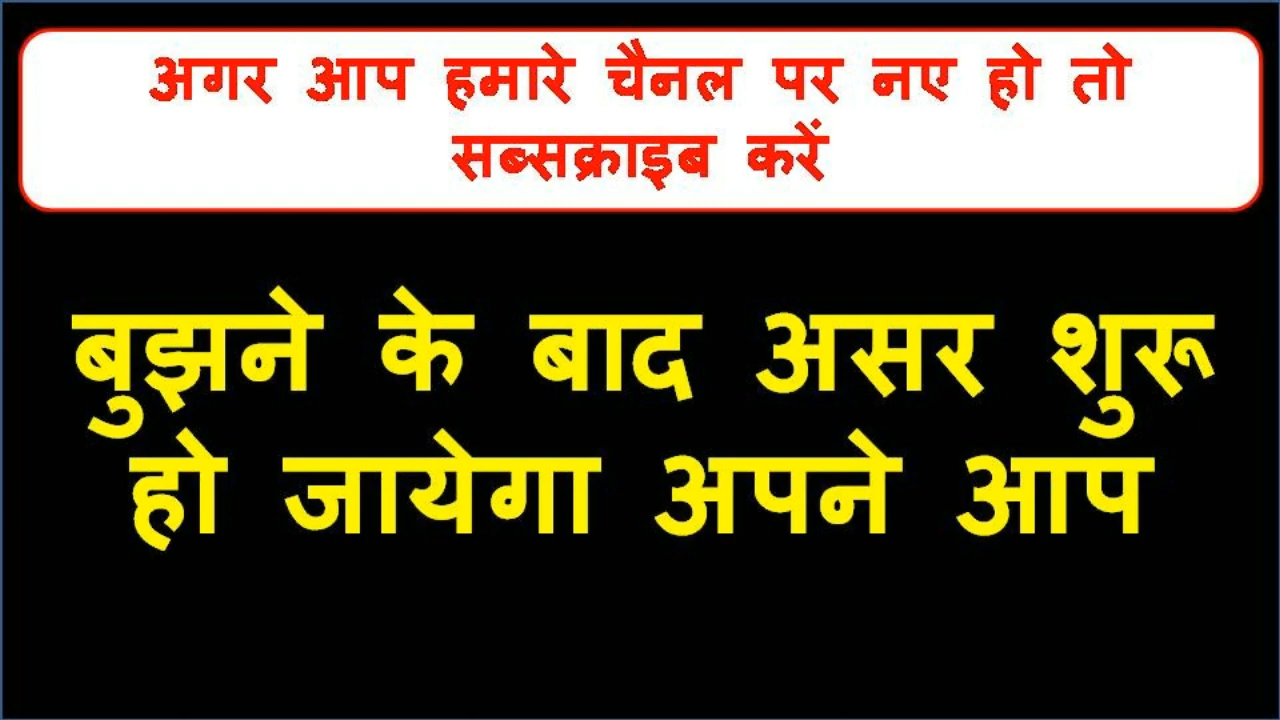 अगर आप हमारे चैनल पर नए हो तो
सब्सक्राइब करें
बुझने के बाद असर शुरू
हो जायेगा अपने आप